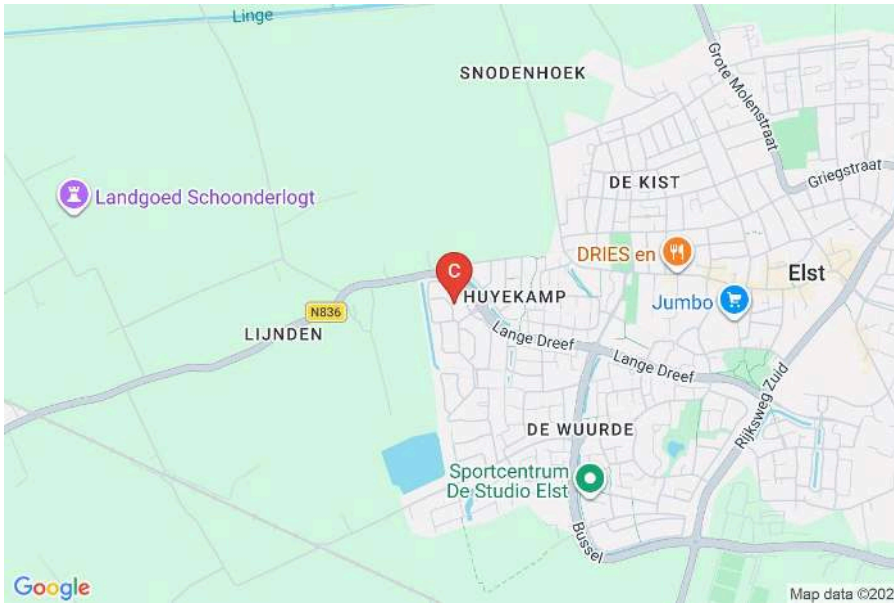 Linge
SNODENHOEK
Grote Molenstraat
Griegstraat
DE KIST
Landgoed Schoonderlogt
DRIES en
Elst
C
HUYEKAMP
Jumbo
N836
LIJNDEN
Lange Dreef
Lange Dreef
Rijksweg Zuid
DE WUURDE
Sportcentrum
De Studio Elst
Bussel
Google
Map data ©202